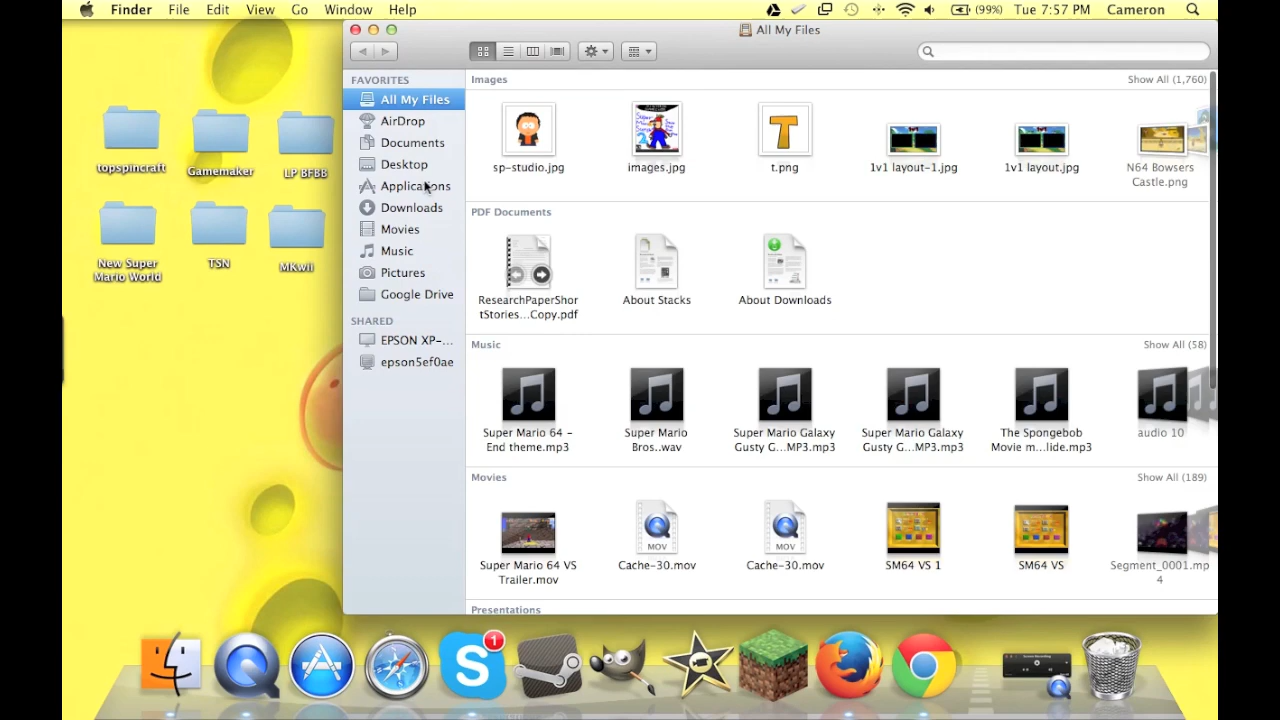 Finder File Edit View Go Window Help (99%) Tue 7:57 PM Cameron
All My Files
topspincraft
Gamemaker
LP BFBB
New Super
Mario World
TSN
MKwii
FAVORITES
All My Files
AirDrop
Documents
Desktop
Applications
Downloads
Movies
Music
Pictures
Google Drive
SHARED
EPSON XP-...
epson5ef0ae
Images Show All (1,760)
sp-studio.jpg
images.jpg
T
t.png
1v1 layout-1.jpg
1v1 layout.jpg
N64 Bowsers
Castle.png
PDF Documents
ResearchPaperShor
tStories...Copy.pdf
About Stacks
About Downloads
Music Show All (58)
Super Mario 64 -
End theme.mp3
Super Mario
Bros..wav
Super Mario Galaxy
Gusty G...MP3.mp3
Super Mario Galaxy
Gusty G...MP3.mp3
The Spongebob
Movie m...lide.mp3
audio 10
Movies Show All (189)
Super Mario 64 VS
Trailer.mov
MOV
Cache-30.mov
MOV
Cache-30.mov
SM64 VS 1
SM64 VS
Segment_0001.mp
4
Presentations
S
1